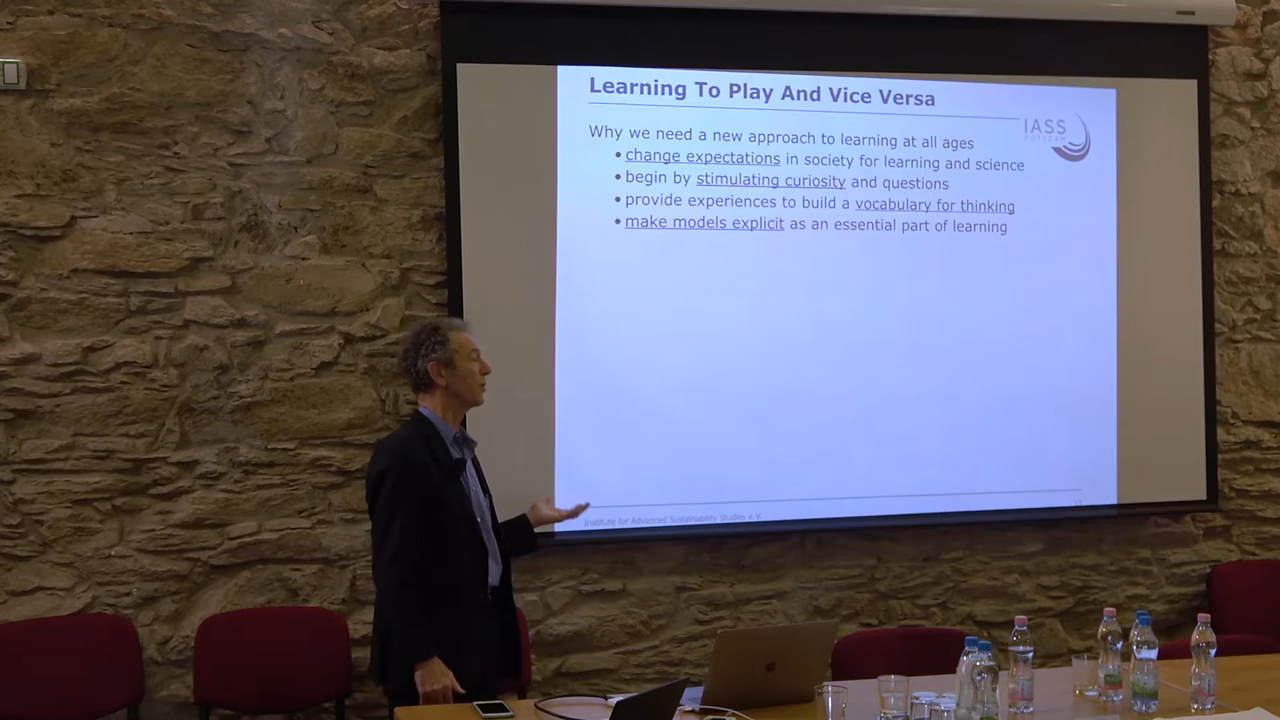 Learning To Play And Vice Versa
IASS
POTSDAM
Why we need a new approach to learning at all ages
• change expectations in society for learning and science
• begin by stimulating curiosity and questions
• provide experiences to build a vocabulary for thinking
• make models explicit as an essential part of learning
Institute for Advanced Sustainability Studies e.V.